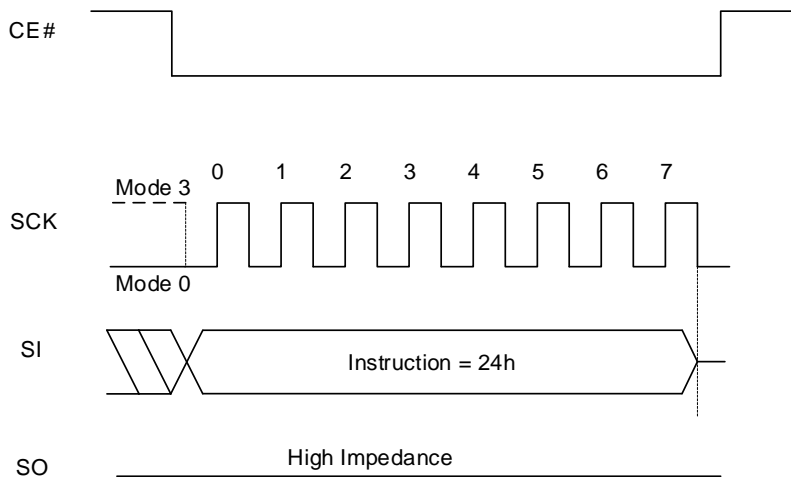 CE#
0 1 2 3 4 5 6 7
Mode 3
SCK
Mode 0
SI
Instruction = 24h
High Impedance
SO